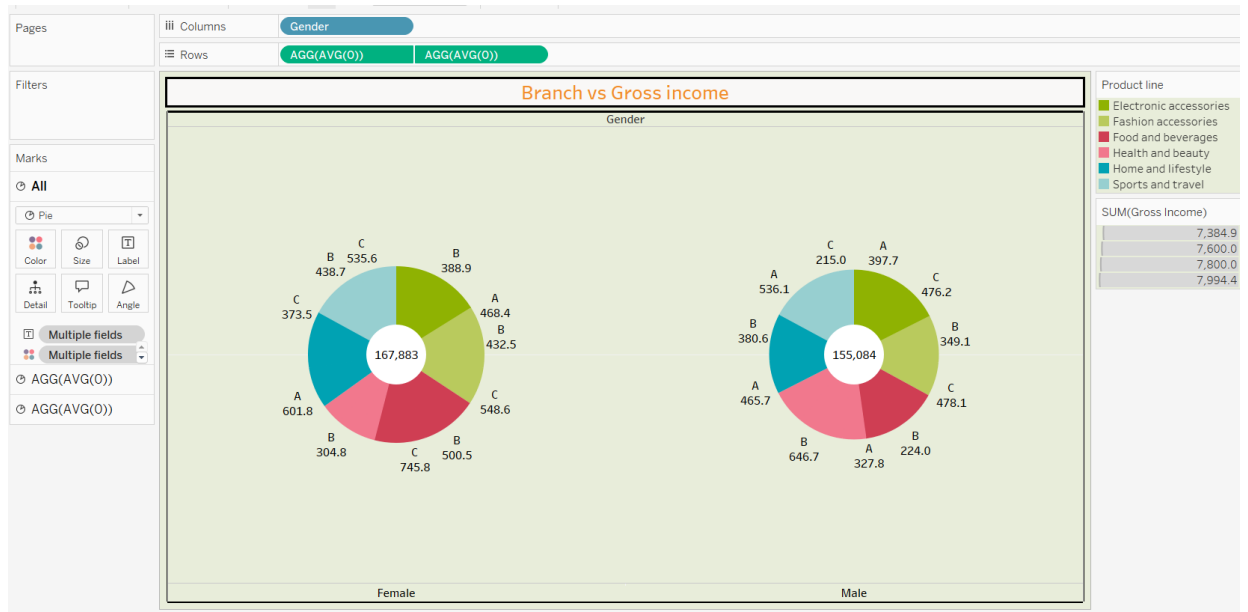 Pages
iii Columns
Gender
Rows
AGG(AVG(0))
AGG(AVG(0))
Filters
Marks
All
Pie
Color
Size
Label
Detail
Tooltip
Angle
T
Multiple fields
Multiple fields
AGG(AVG(0))
AGG(AVG(0))
Branch vs Gross income
Gender
C
535.6
B
438.7
B
388.9
C
373.5
A
468.4
B
432.5
167,883
A
601.8
C
548.6
B
304.8
C
745.8
B
500.5
Female
C
215.0
A
397.7
A
536.1
C
476.2
B
380.6
B
349.1
155,084
A
465.7
C
478.1
B
646.7
A
327.8
B
224.0
Male
Product line
Electronic accessories
Fashion accessories
Food and beverages
Health and beauty
Home and lifestyle
Sports and travel
SUM(Gross Income)
7,384.9
7,600.0
7,800.0
7,994.4